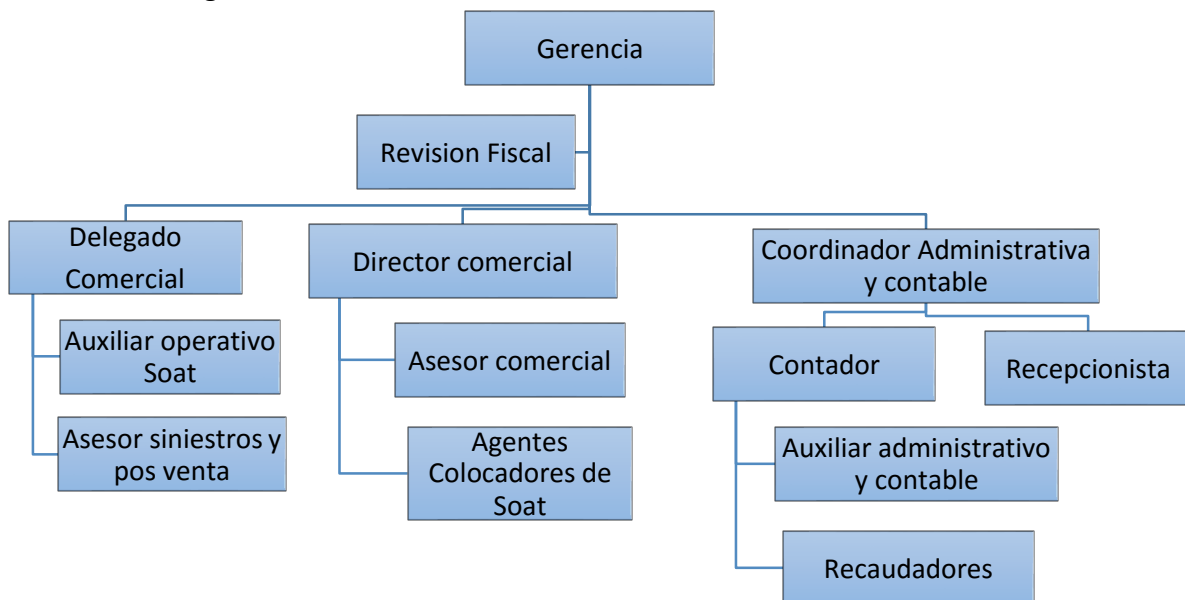 Gerencia
Revision Fiscal
Delegado
Comercial
Director comercial
Coordinador Administrativa
y contable
Auxiliar operativo
Soat
Asesor comercial
Contador
Recepcionista
Asesor siniestros y
pos venta
Agentes
Colocadores de
Soat
Auxiliar administrativo
y contable
Recaudadores